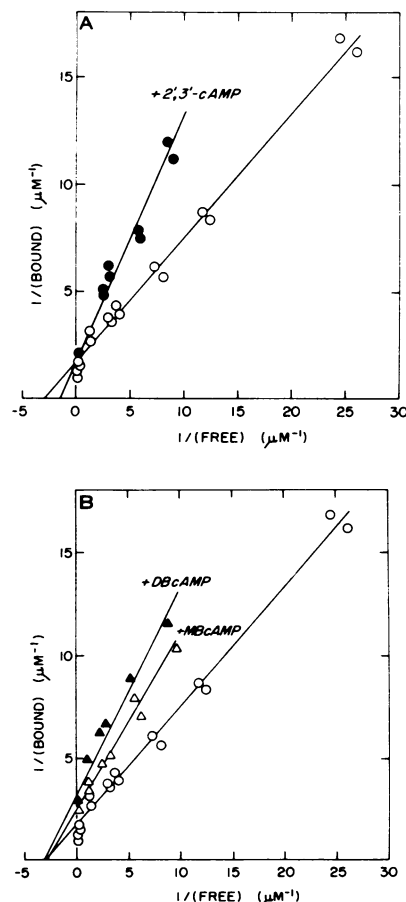 A
+2',3'-cAMP
15
10
5
1/(BOUND) (μM⁻¹)
-5 0 5 10 15 20 25 30
1/(FREE) (μM⁻¹)
B
+DBcAMP
+MBcAMP
15
10
5
1/(BOUND) (μM⁻¹)
-5 0 5 10 15 20 25 30
1/(FREE) (μM⁻¹)